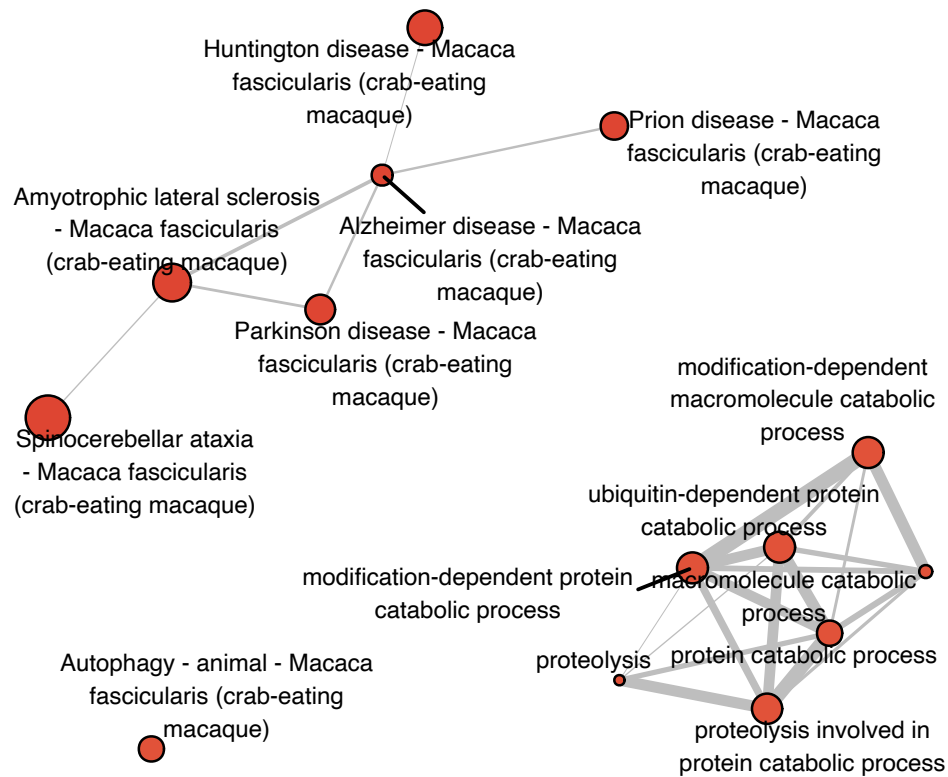 Huntington disease - Macaca
fascicularis (crab-eating
macaque)
Prion disease - Macaca
fascicularis (crab-eating
macaque)
Amyotrophic lateral sclerosis
- Macaca fascicularis
(crab-eating macaque)
Alzheimer disease - Macaca
fascicularis (crab-eating
macaque)
Parkinson disease - Macaca
fascicularis (crab-eating
macaque)
Spinocerebellar ataxia
- Macaca fascicularis
(crab-eating macaque)
modification-dependent
macromolecule catabolic
process
ubiquitin-dependent protein
catabolic process
modification-dependent protein
catabolic process
macromolecule catabolic
process
proteolysis
protein catabolic process
Autophagy - animal - Macaca
fascicularis (crab-eating
macaque)
proteolysis involved in
protein catabolic process